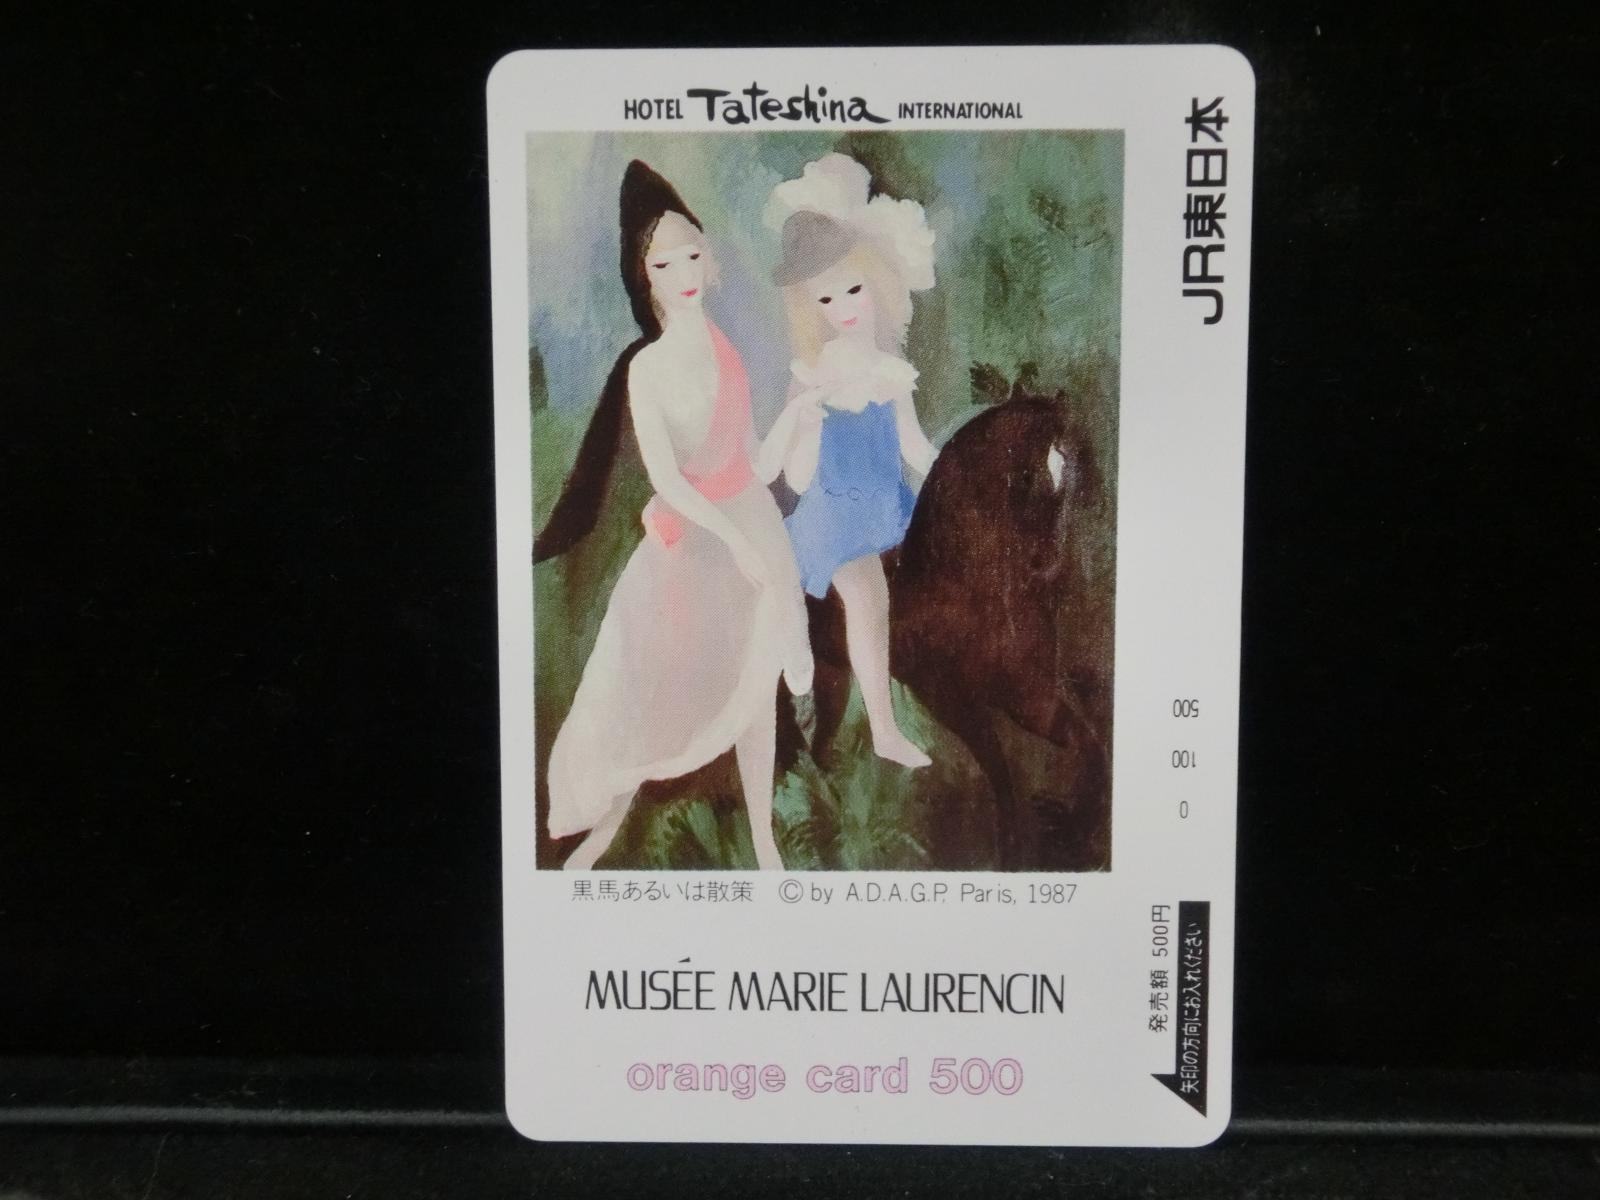 HOTEL Tateshina INTERNATIONAL
JR東日本
500
100
0
黒馬あるいは散策 © by A.D.A.G.P. Paris, 1987
発売額 500円
矢印の方向にお入れください
MUSÉE MARIE LAURENCIN
orange card 500